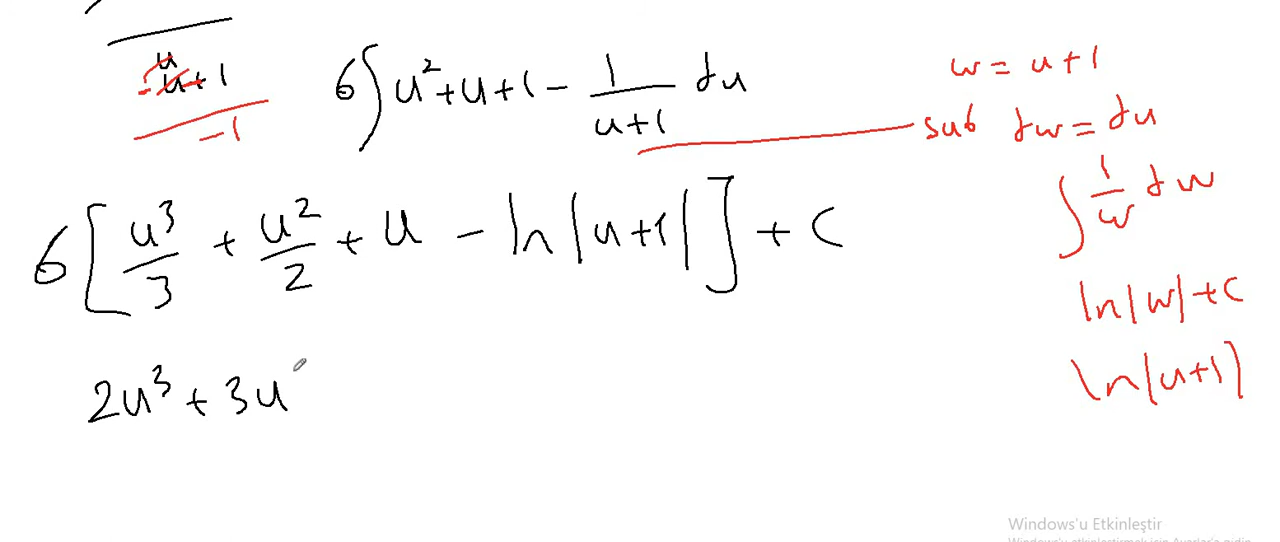 u
-u+1
-1
6∫u²+u+1- 1/(u+1) du
w = u+1
sub dw = du
∫ 1/w dw
6[u³/3 + u²/2 + u - ln|u+1|] + c
ln|w|+c
ln|u+1|
2u³ + 3u
Windows'u Etkinleştir